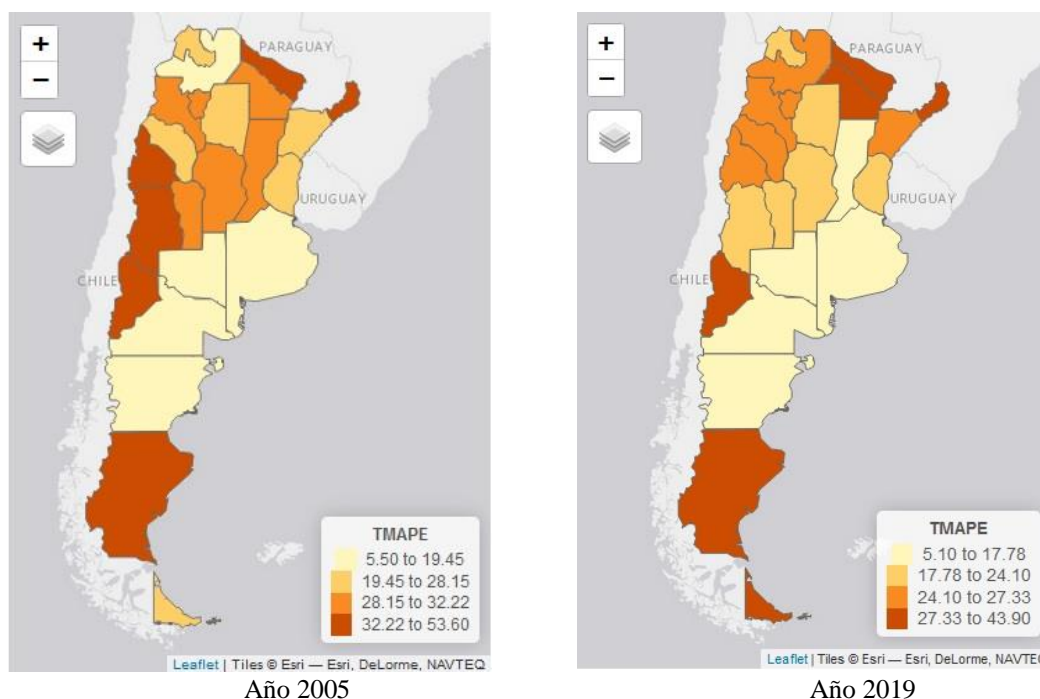 +
−
PARAGUAY
URUGUAY
CHILE
TMAPE
5.50 to 19.45
19.45 to 28.15
28.15 to 32.22
32.22 to 53.60
Leaflet | Tiles © Esri — Esri, DeLorme, NAVTEQ
Año 2005
+
−
PARAGUAY
URUGUAY
CHILE
TMAPE
5.10 to 17.78
17.78 to 24.10
24.10 to 27.33
27.33 to 43.90
Leaflet | Tiles © Esri — Esri, DeLorme, NAVTEQ
Año 2019